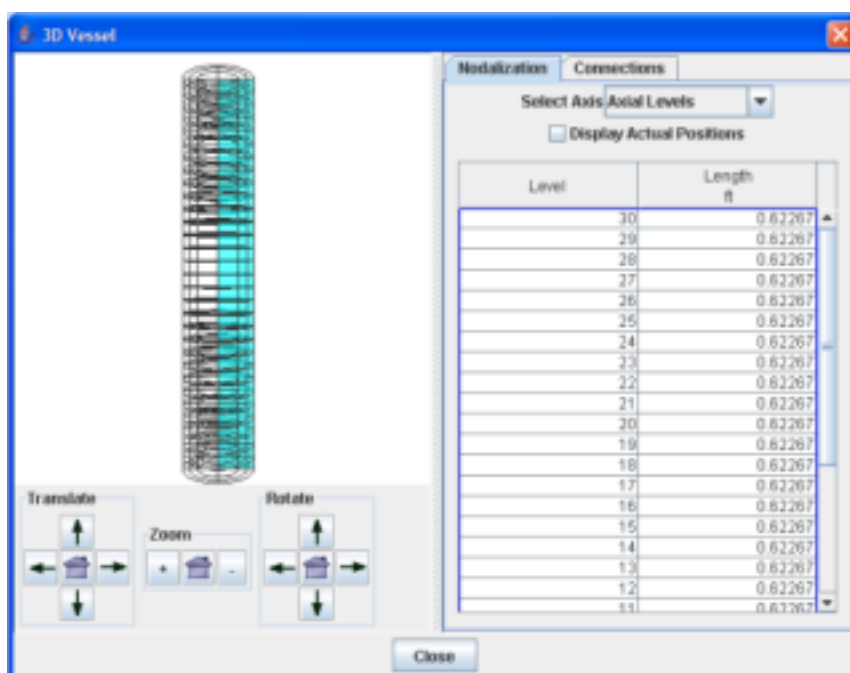 3D Vessel
Nodalization Connections
Select Axis Axial Levels
Display Actual Positions
Level Length
ft
30 0.62267
29 0.62267
28 0.62267
27 0.62267
26 0.62267
25 0.62267
24 0.62267
23 0.62267
22 0.62267
21 0.62267
20 0.62267
19 0.62267
18 0.62267
17 0.62267
16 0.62267
15 0.62267
14 0.62267
13 0.62267
12 0.62267
11 0.62267
Translate
Zoom
Rotate
+ -
Close